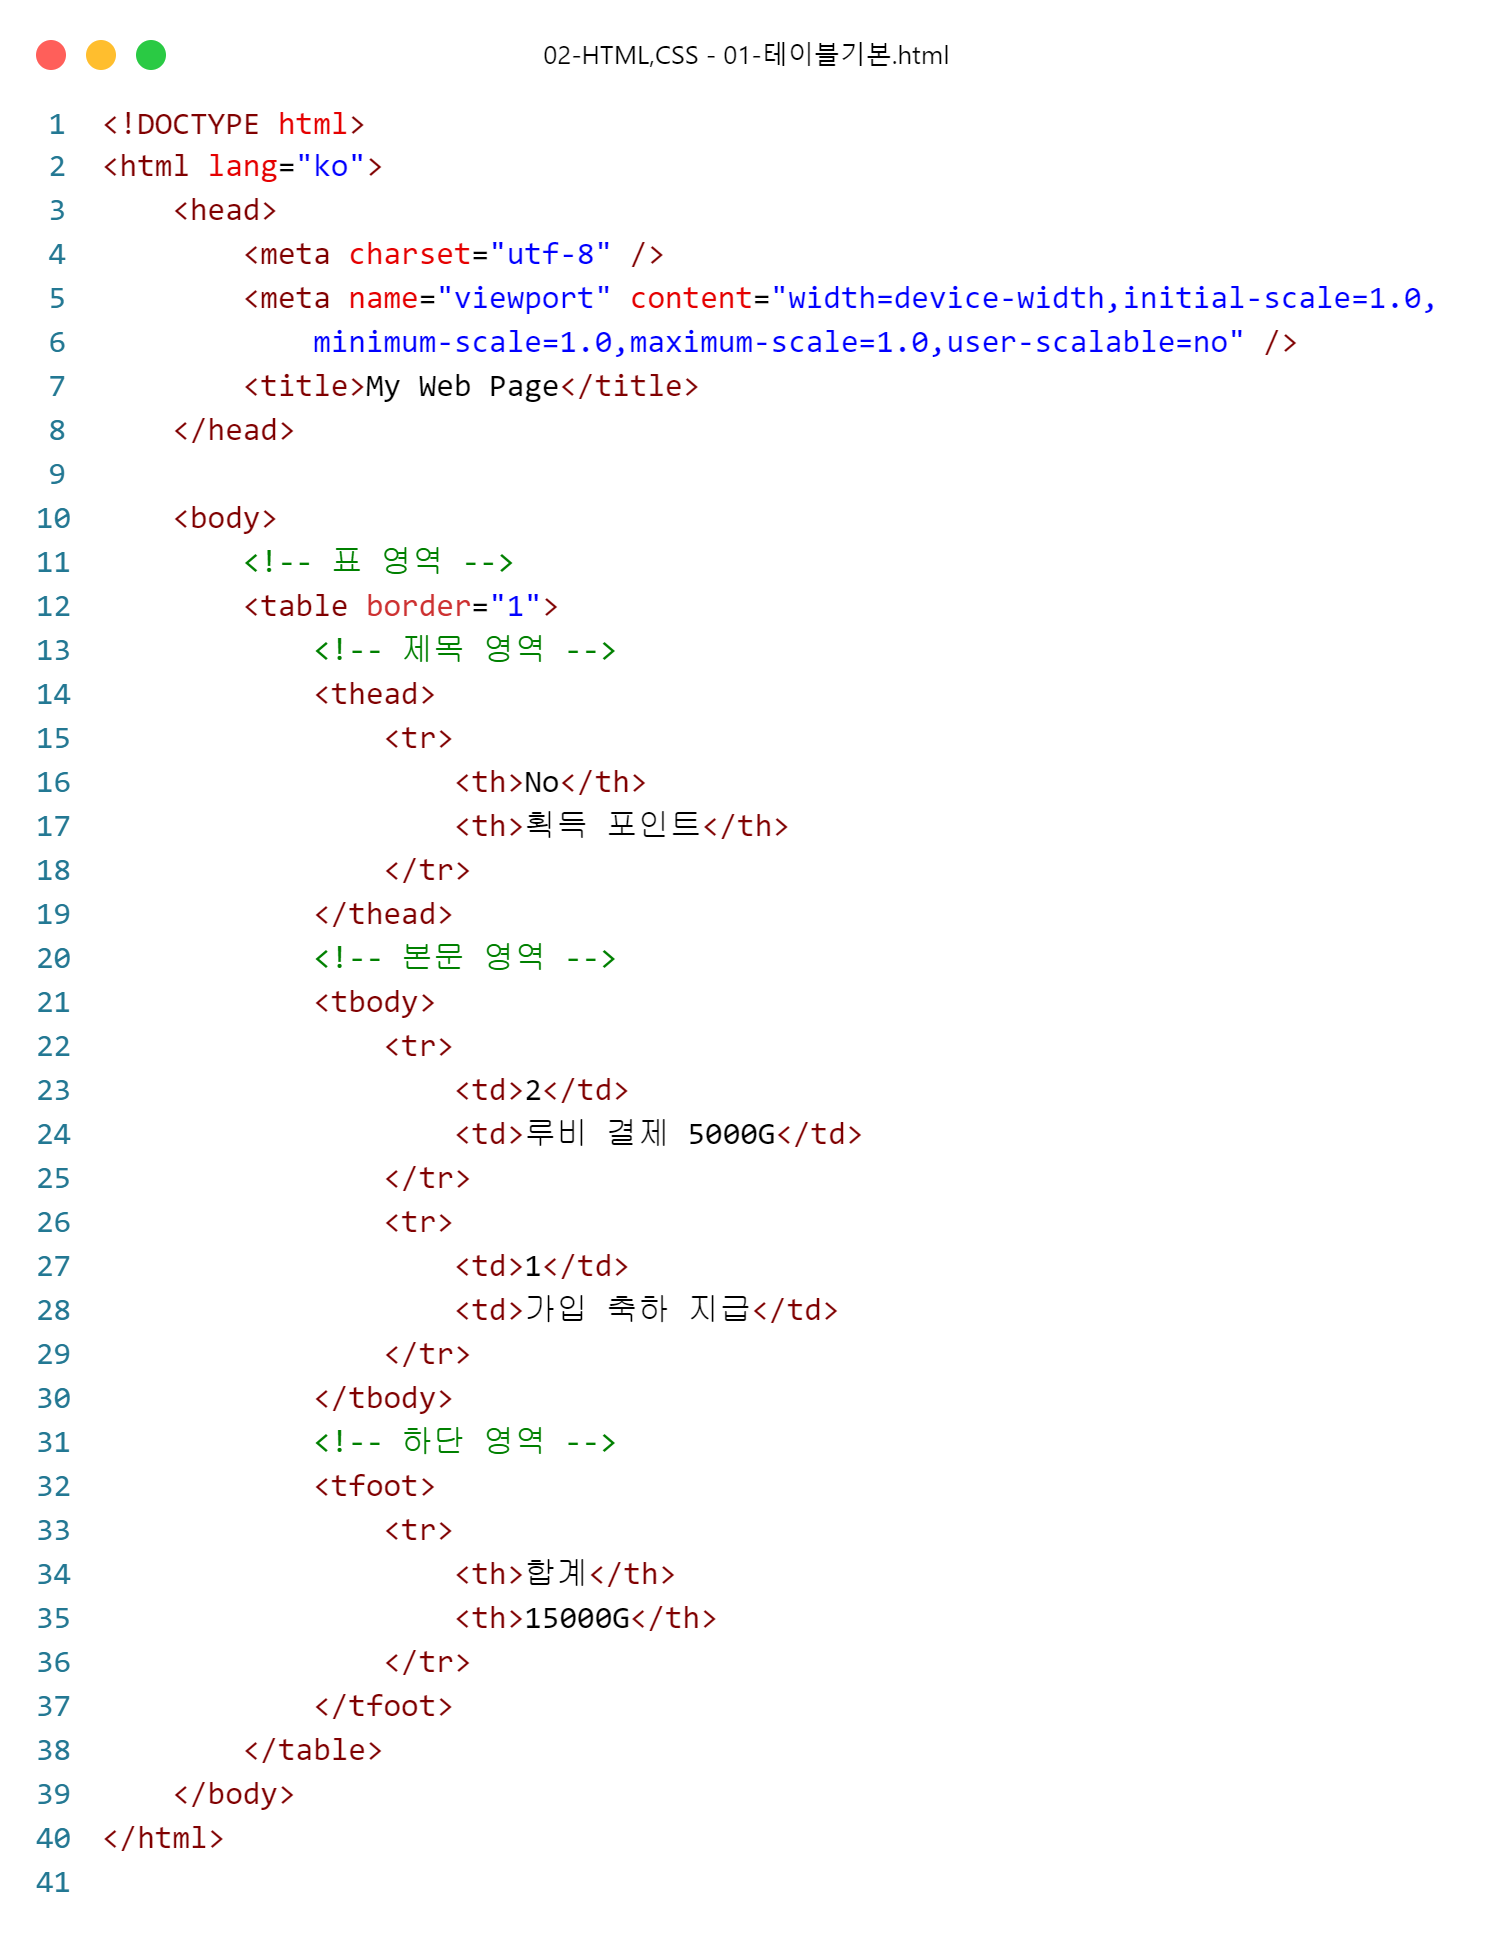 02-HTML,CSS - 01-테이블기본.html
1 <!DOCTYPE html>
2 <html lang="ko">
3     <head>
4         <meta charset="utf-8" />
5         <meta name="viewport" content="width=device-width,initial-scale=1.0,
6             minimum-scale=1.0,maximum-scale=1.0,user-scalable=no" />
7         <title>My Web Page</title>
8     </head>
9
10     <body>
11         <!-- 표 영역 -->
12         <table border="1">
13             <!-- 제목 영역 -->
14             <thead>
15                 <tr>
16                     <th>No</th>
17                     <th>획득 포인트</th>
18                 </tr>
19             </thead>
20             <!-- 본문 영역 -->
21             <tbody>
22                 <tr>
23                     <td>2</td>
24                     <td>루비 결제 5000G</td>
25                 </tr>
26                 <tr>
27                     <td>1</td>
28                     <td>가입 축하 지급</td>
29                 </tr>
30             </tbody>
31             <!-- 하단 영역 -->
32             <tfoot>
33                 <tr>
34                     <th>합계</th>
35                     <th>15000G</th>
36                 </tr>
37             </tfoot>
38         </table>
39     </body>
40 </html>
41